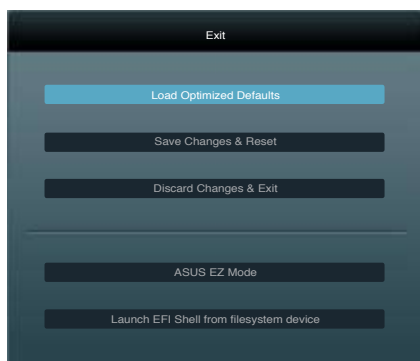 Exit
Load Optimized Defaults
Save Changes & Reset
Discard Changes & Exit
ASUS EZ Mode
Launch EFI Shell from filesystem device